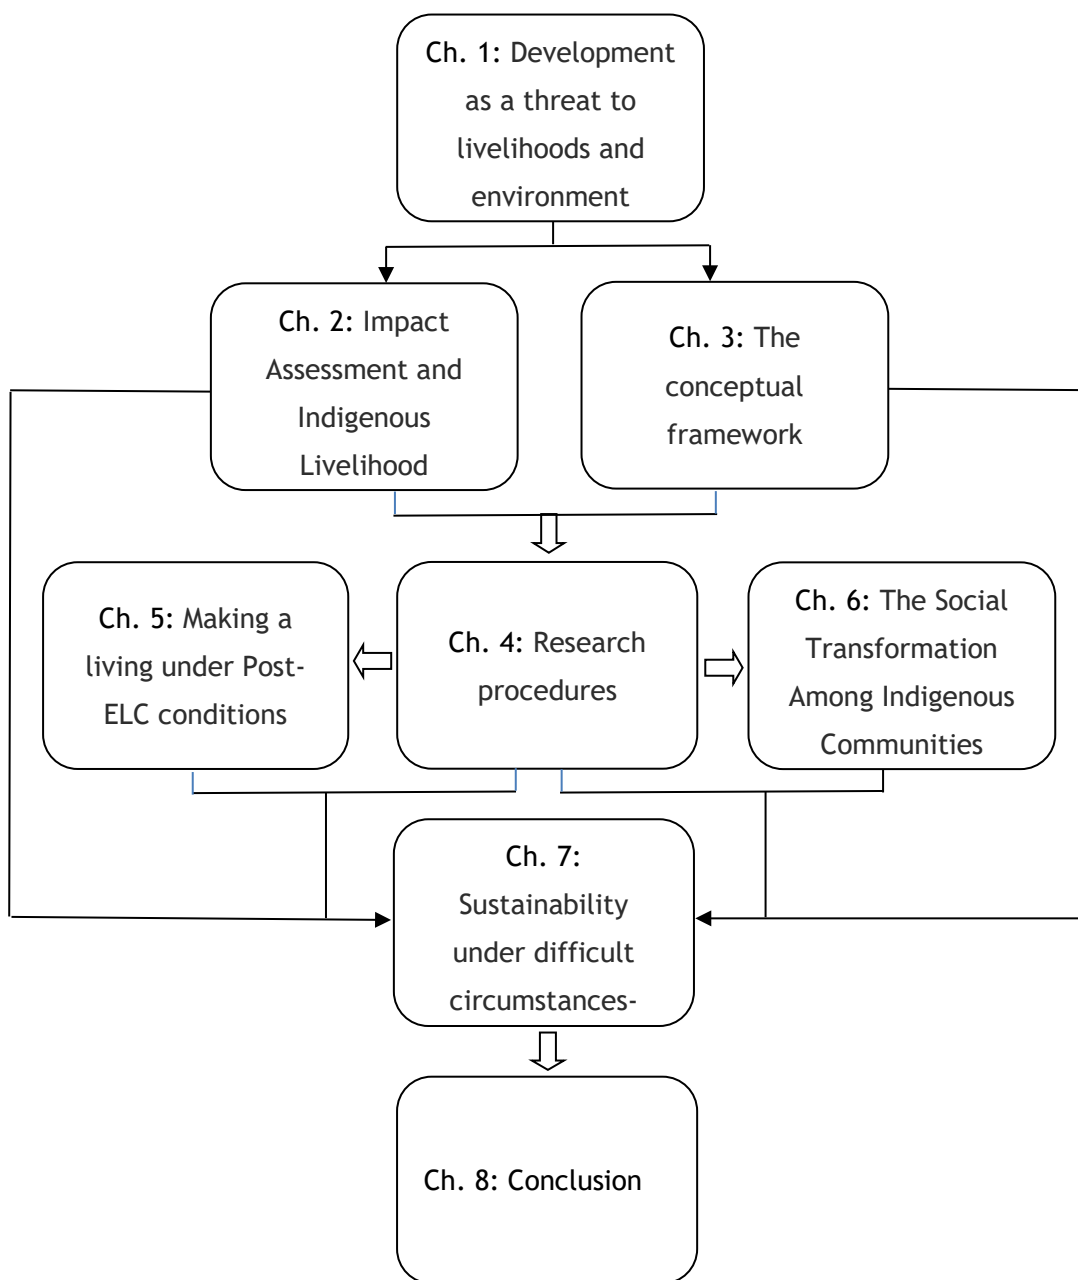 Ch. 1: Development
as a threat to
livelihoods and
environment
Ch. 2: Impact
Assessment and
Indigenous
Livelihood
Ch. 3: The
conceptual
framework
Ch. 5: Making a
living under Post-
ELC conditions
Ch. 4: Research
procedures
Ch. 6: The Social
Transformation
Among Indigenous
Communities
Ch. 7:
Sustainability
under difficult
circumstances-
Ch. 8: Conclusion